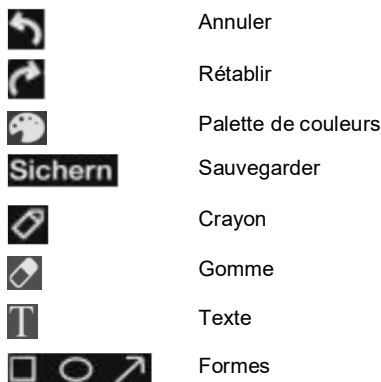 Annuler
Rétablir
Palette de couleurs
Sichern Sauvegarder
Crayon
Gomme
T Texte
Formes